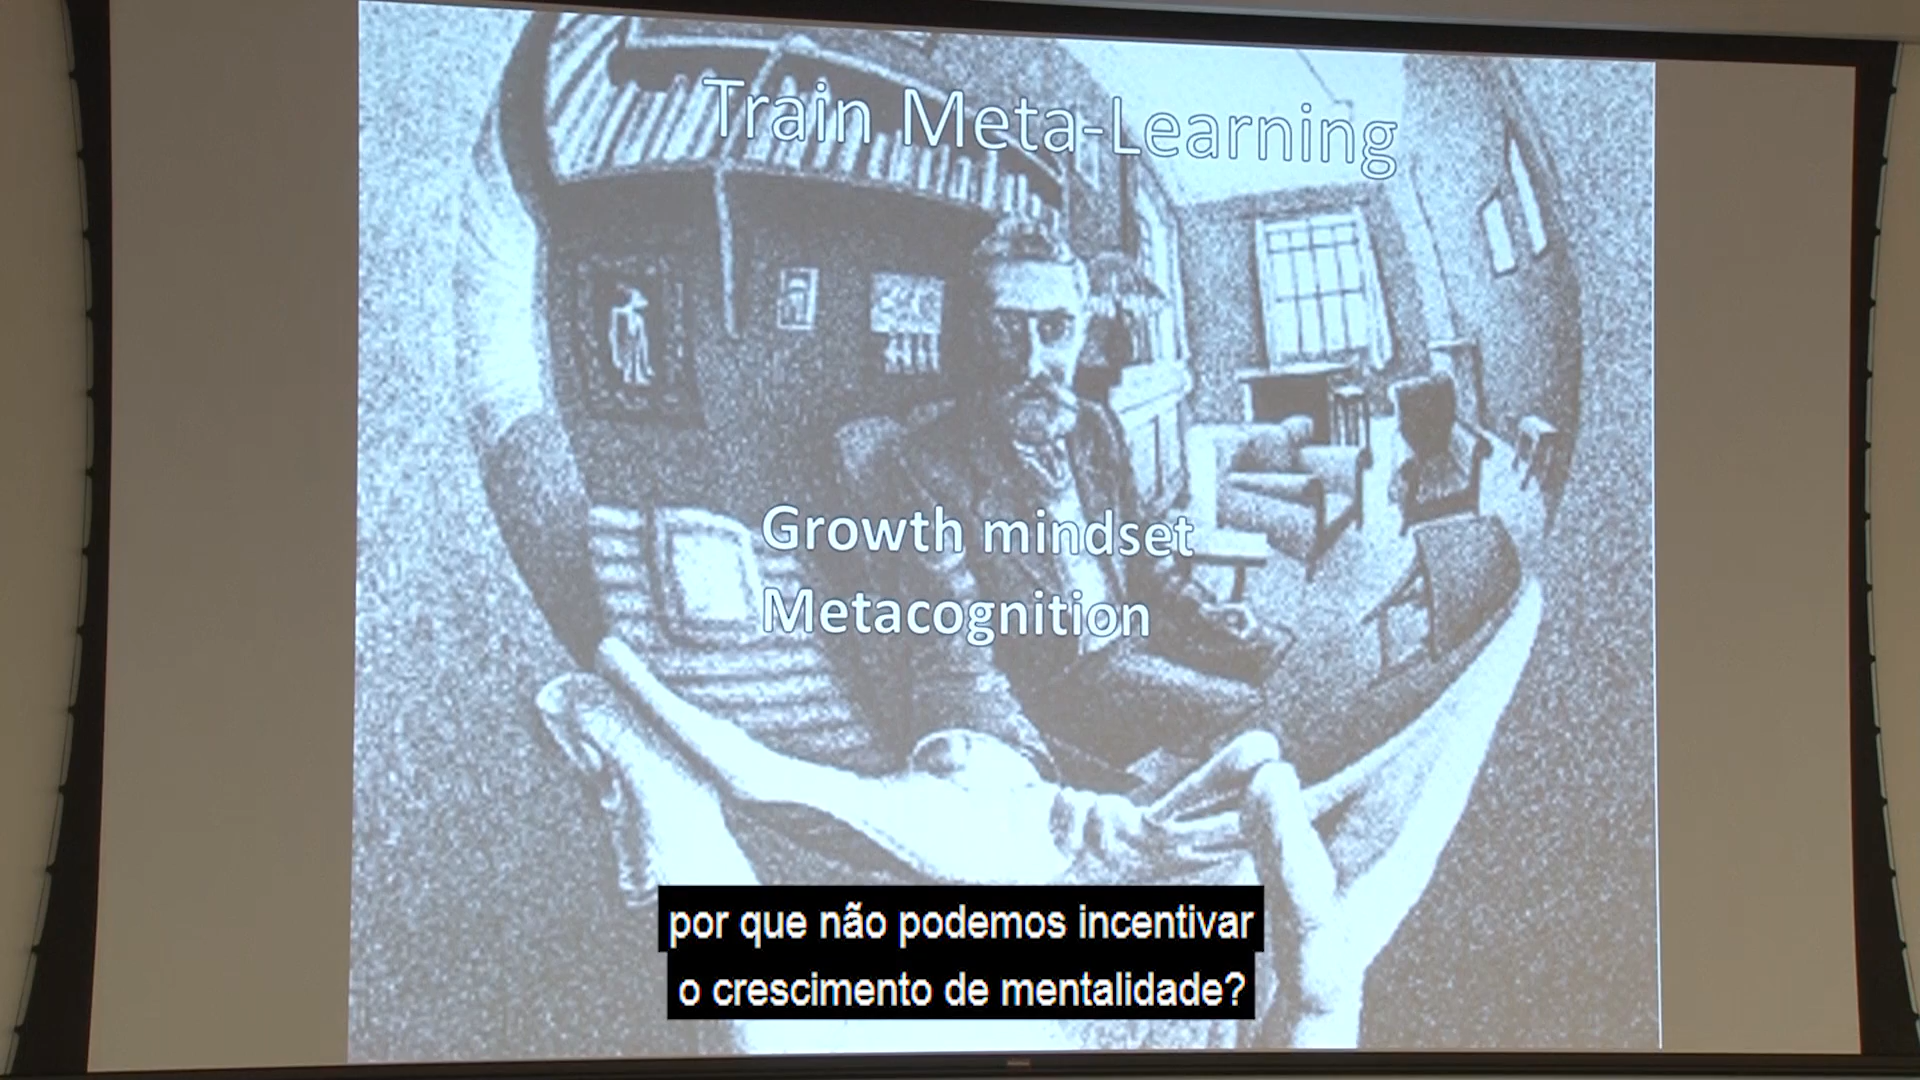 Train Meta-Learning
Growth mindset
Metacognition
por que não podemos incentivar
o crescimento de mentalidade?